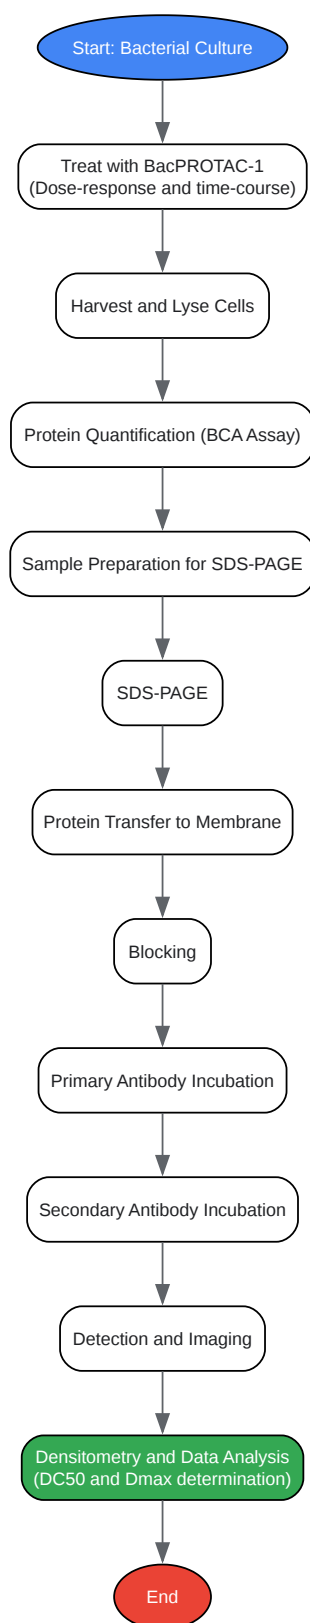 Start: Bacterial Culture
Treat with BacPROTAC-1
(Dose-response and time-course)
Harvest and Lyse Cells
Protein Quantification (BCA Assay)
Sample Preparation for SDS-PAGE
SDS-PAGE
Protein Transfer to Membrane
Blocking
Primary Antibody Incubation
Secondary Antibody Incubation
Detection and Imaging
Densitometry and Data Analysis
(DC50 and Dmax determination)
End